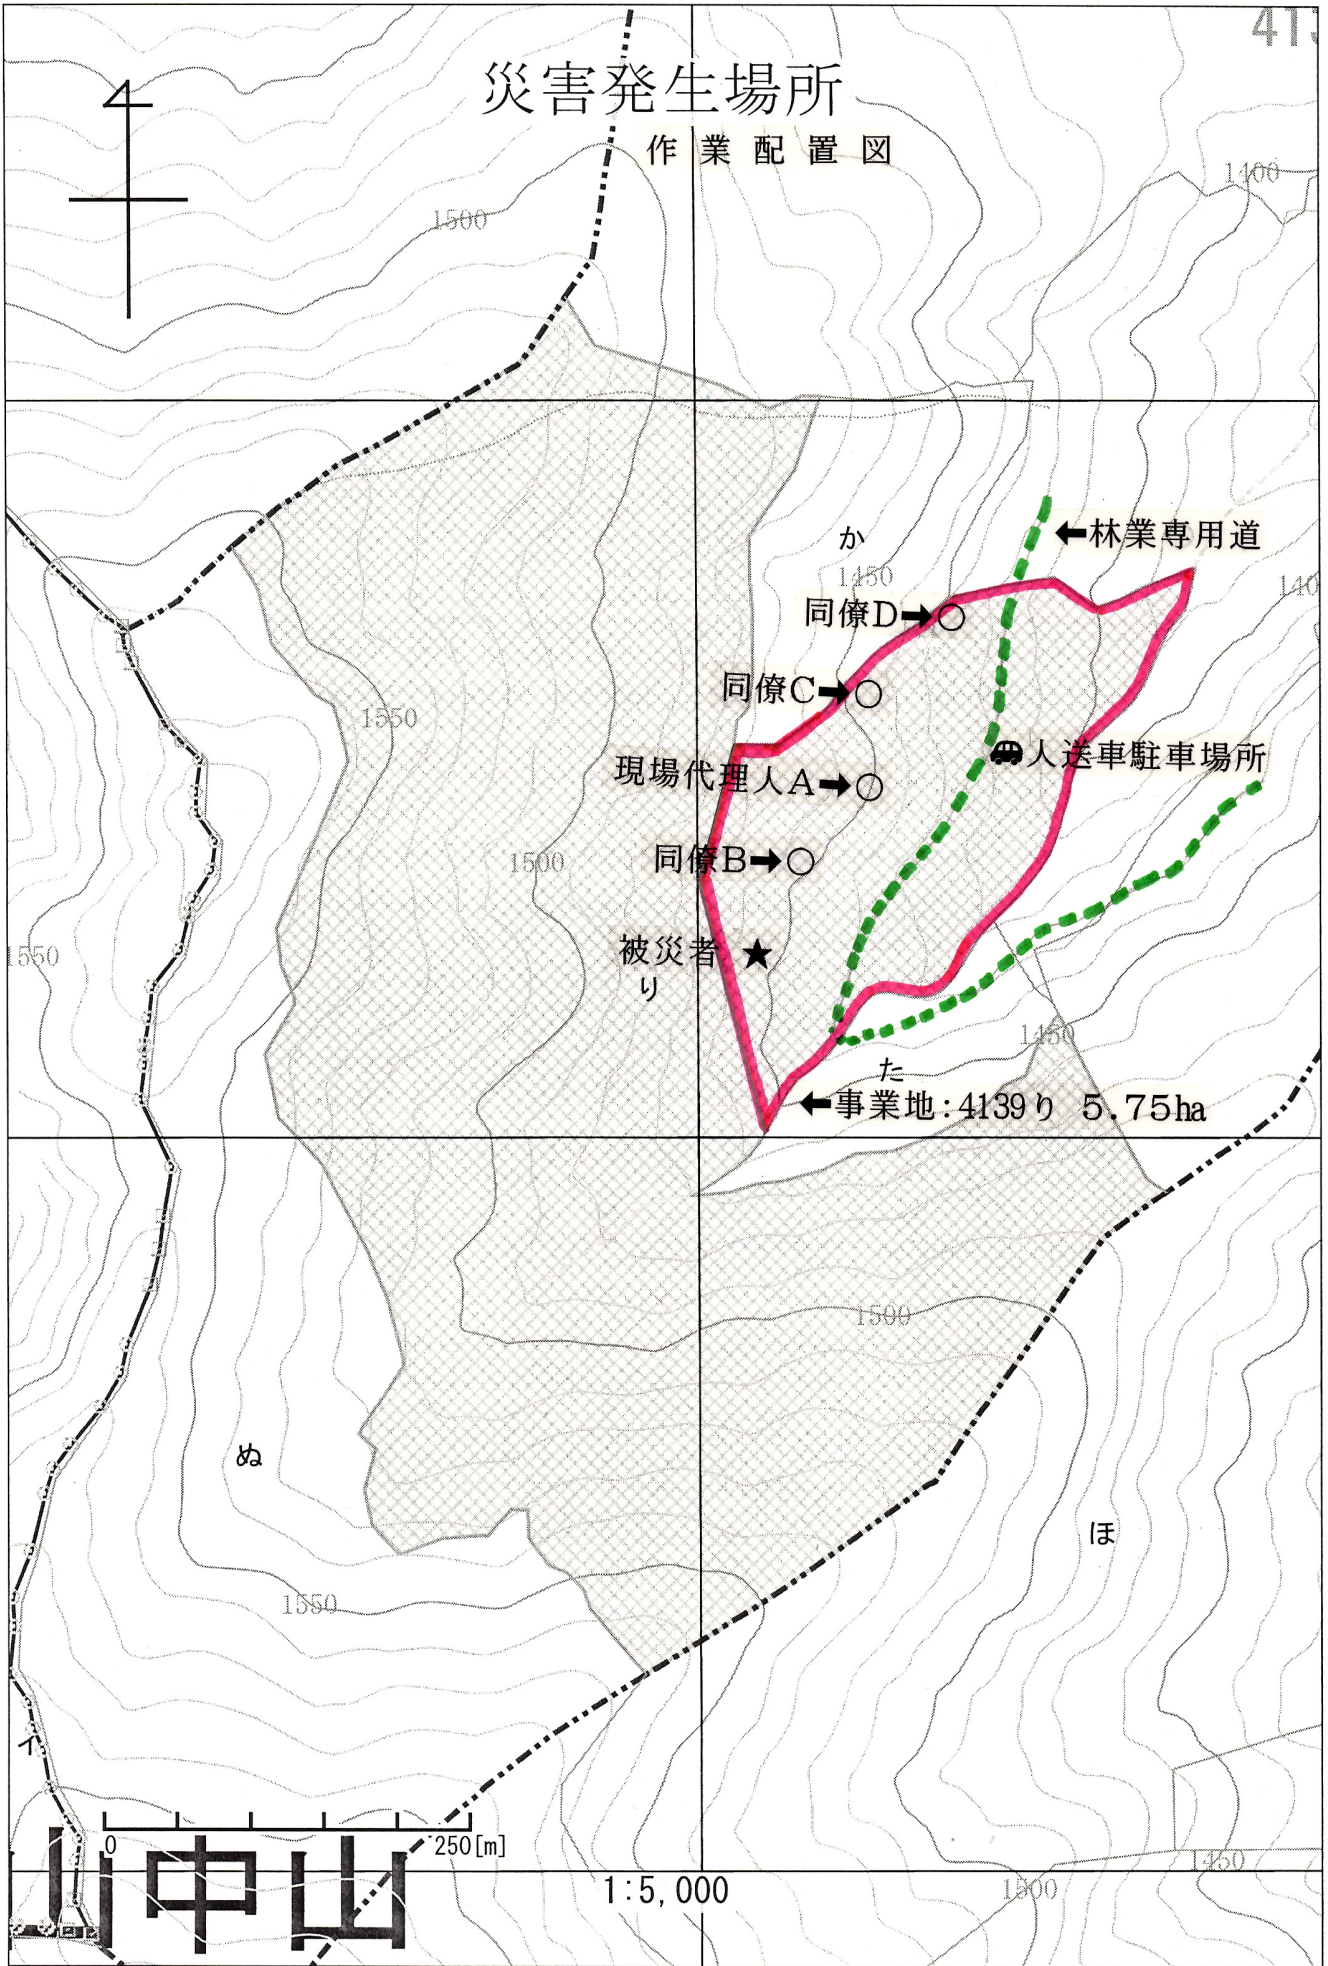 災害発生場所
作業配置図
1400
1500
←林業専用道
か
1450
同僚D→○
同僚C→○
1550
人送車駐車場所
現場代理人A→○
同僚B→○
1500
被災者 ★
1550
り
1450
た
←事業地:4139り 5.75ha
1500
ぬ
ほ
1550
イ
0 250[m]
山中山
1:5,000
1450
1500